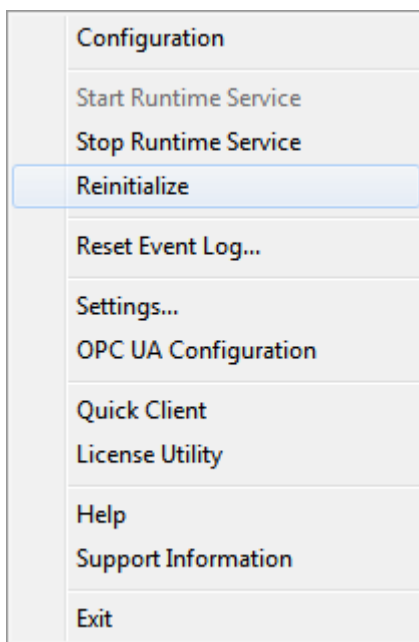 Configuration
Start Runtime Service
Stop Runtime Service
Reinitialize
Reset Event Log...
Settings...
OPC UA Configuration
Quick Client
License Utility
Help
Support Information
Exit